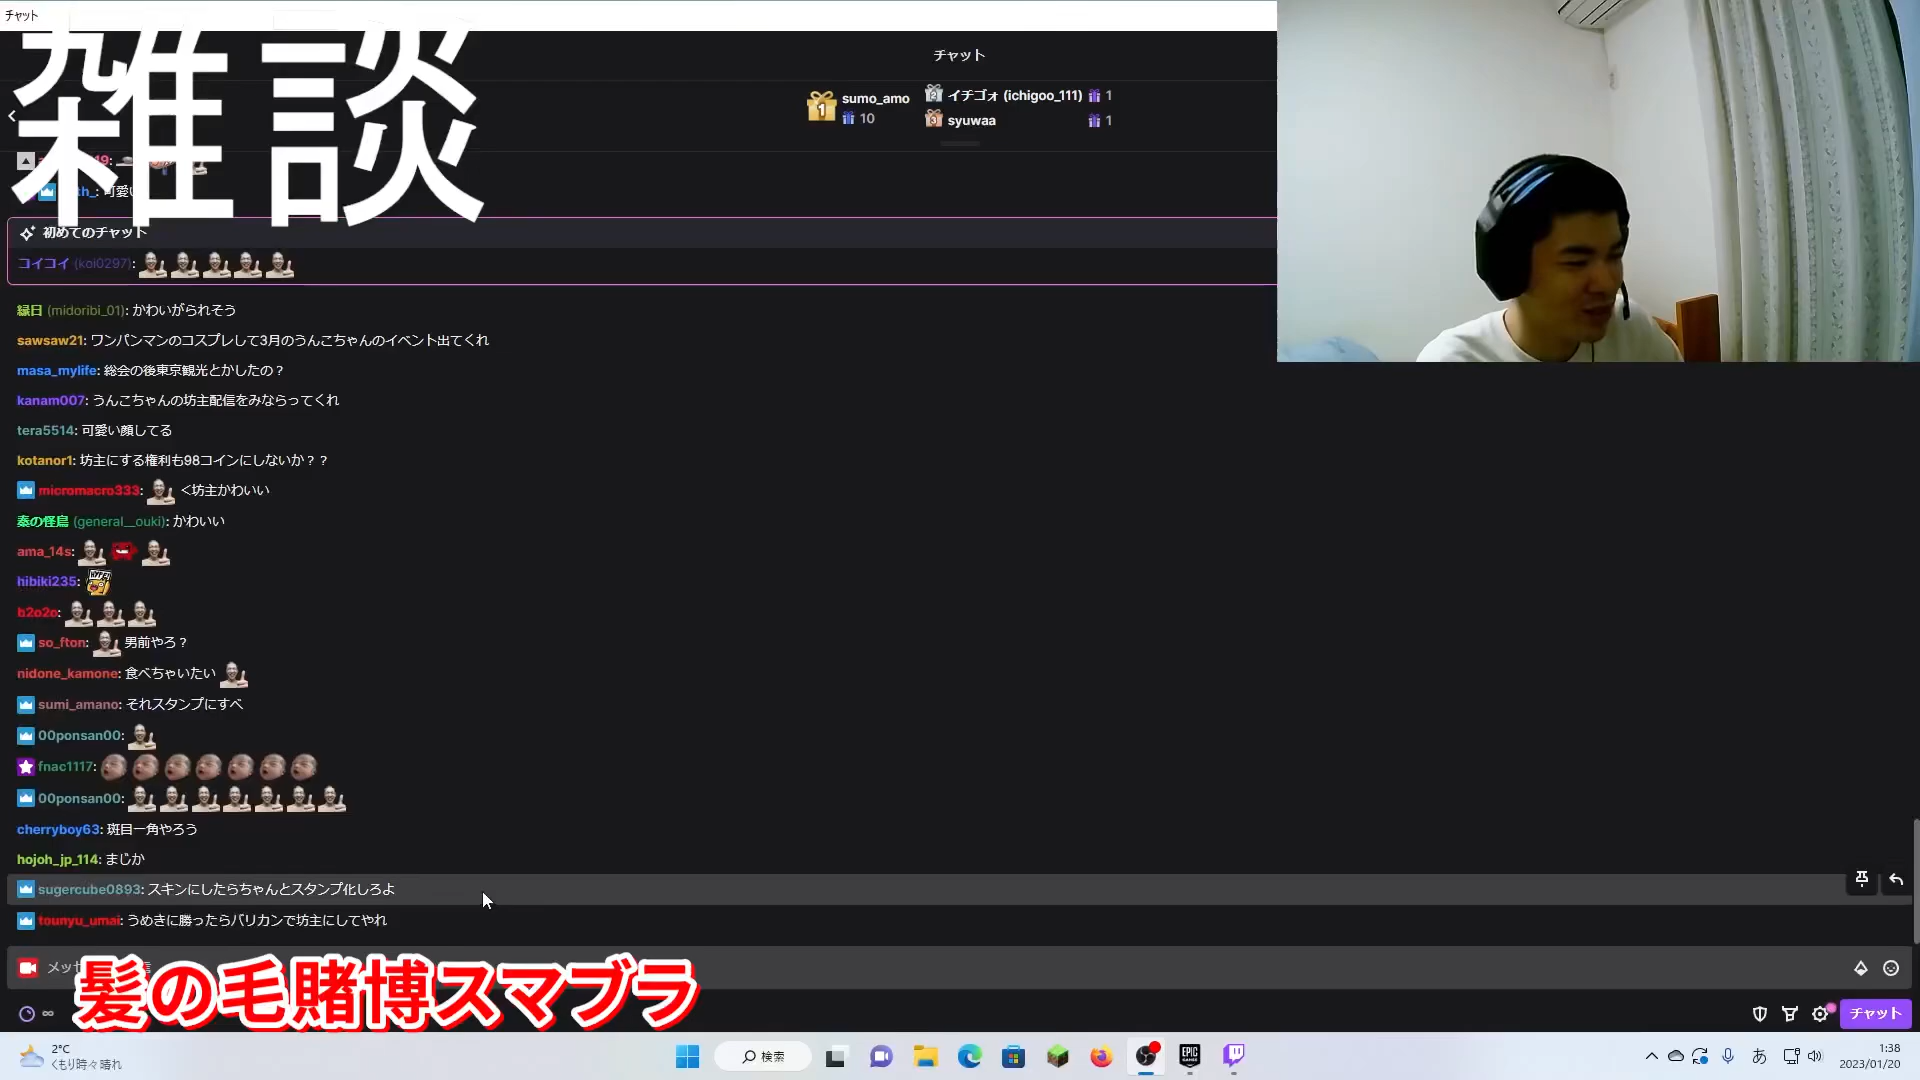 チャット
雑談
チャット
sumo_amo
10
イチゴォ (ichigoo_111) 1
syuwaa 1
可愛い
初めてのチャット
コイコイ (koi0297):
縁日 (midoribi_01): かわいがられそう
sawsaw21: ワンパンマンのコスプレして3月のうんこちゃんのイベント出てくれ
masa_mylife: 総会の後東京観光とかしたの？
kanam007: うんこちゃんの坊主配信をみならってくれ
tera5514: 可愛い顔してる
kotanor1: 坊主にする権利も98コインにしないか？？
micromacro333: <坊主かわいい
秦の怪鳥 (general__ouki): かわいい
ama_14s:
hibiki235:
b2o2o:
so_fton: 男前やろ？
nidone_kamone: 食べちゃいたい
sumi_amano: それスタンプにすべ
00ponsan00:
fnac1117:
00ponsan00:
cherryboy63: 斑目一角やろう
hojoh_jp_114: まじか
sugercube0893: スキンにしたらちゃんとスタンプ化しろよ
tounyu_umai: うめきに勝ったらバリカンで坊主にしてやれ
髪の毛賭博スマブラ
∞
チャット
2°C
くもり時々晴れ
検索
EPIC
GAMES
あ
1:38
2023/01/20